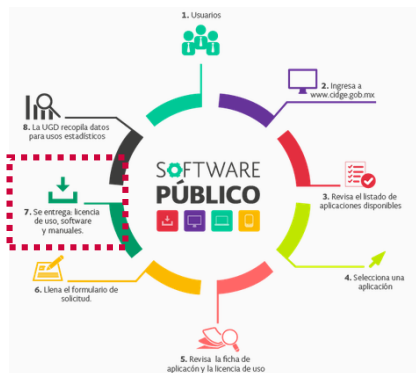 1. Usuarios
2. Ingresa a
www.cidge.gob.mx
3. Revisa el listado de
aplicaciones disponibles
4. Selecciona una
aplicación
5. Revisa la ficha de
aplicacón y la licencia de uso
6. Llena el formulario de
solicitud.
7. Se entrega: licencia
de uso, software
y manuales.
8. La UGD recopila datos
para usos estadísticos
SOFTWARE
PÚBLICO